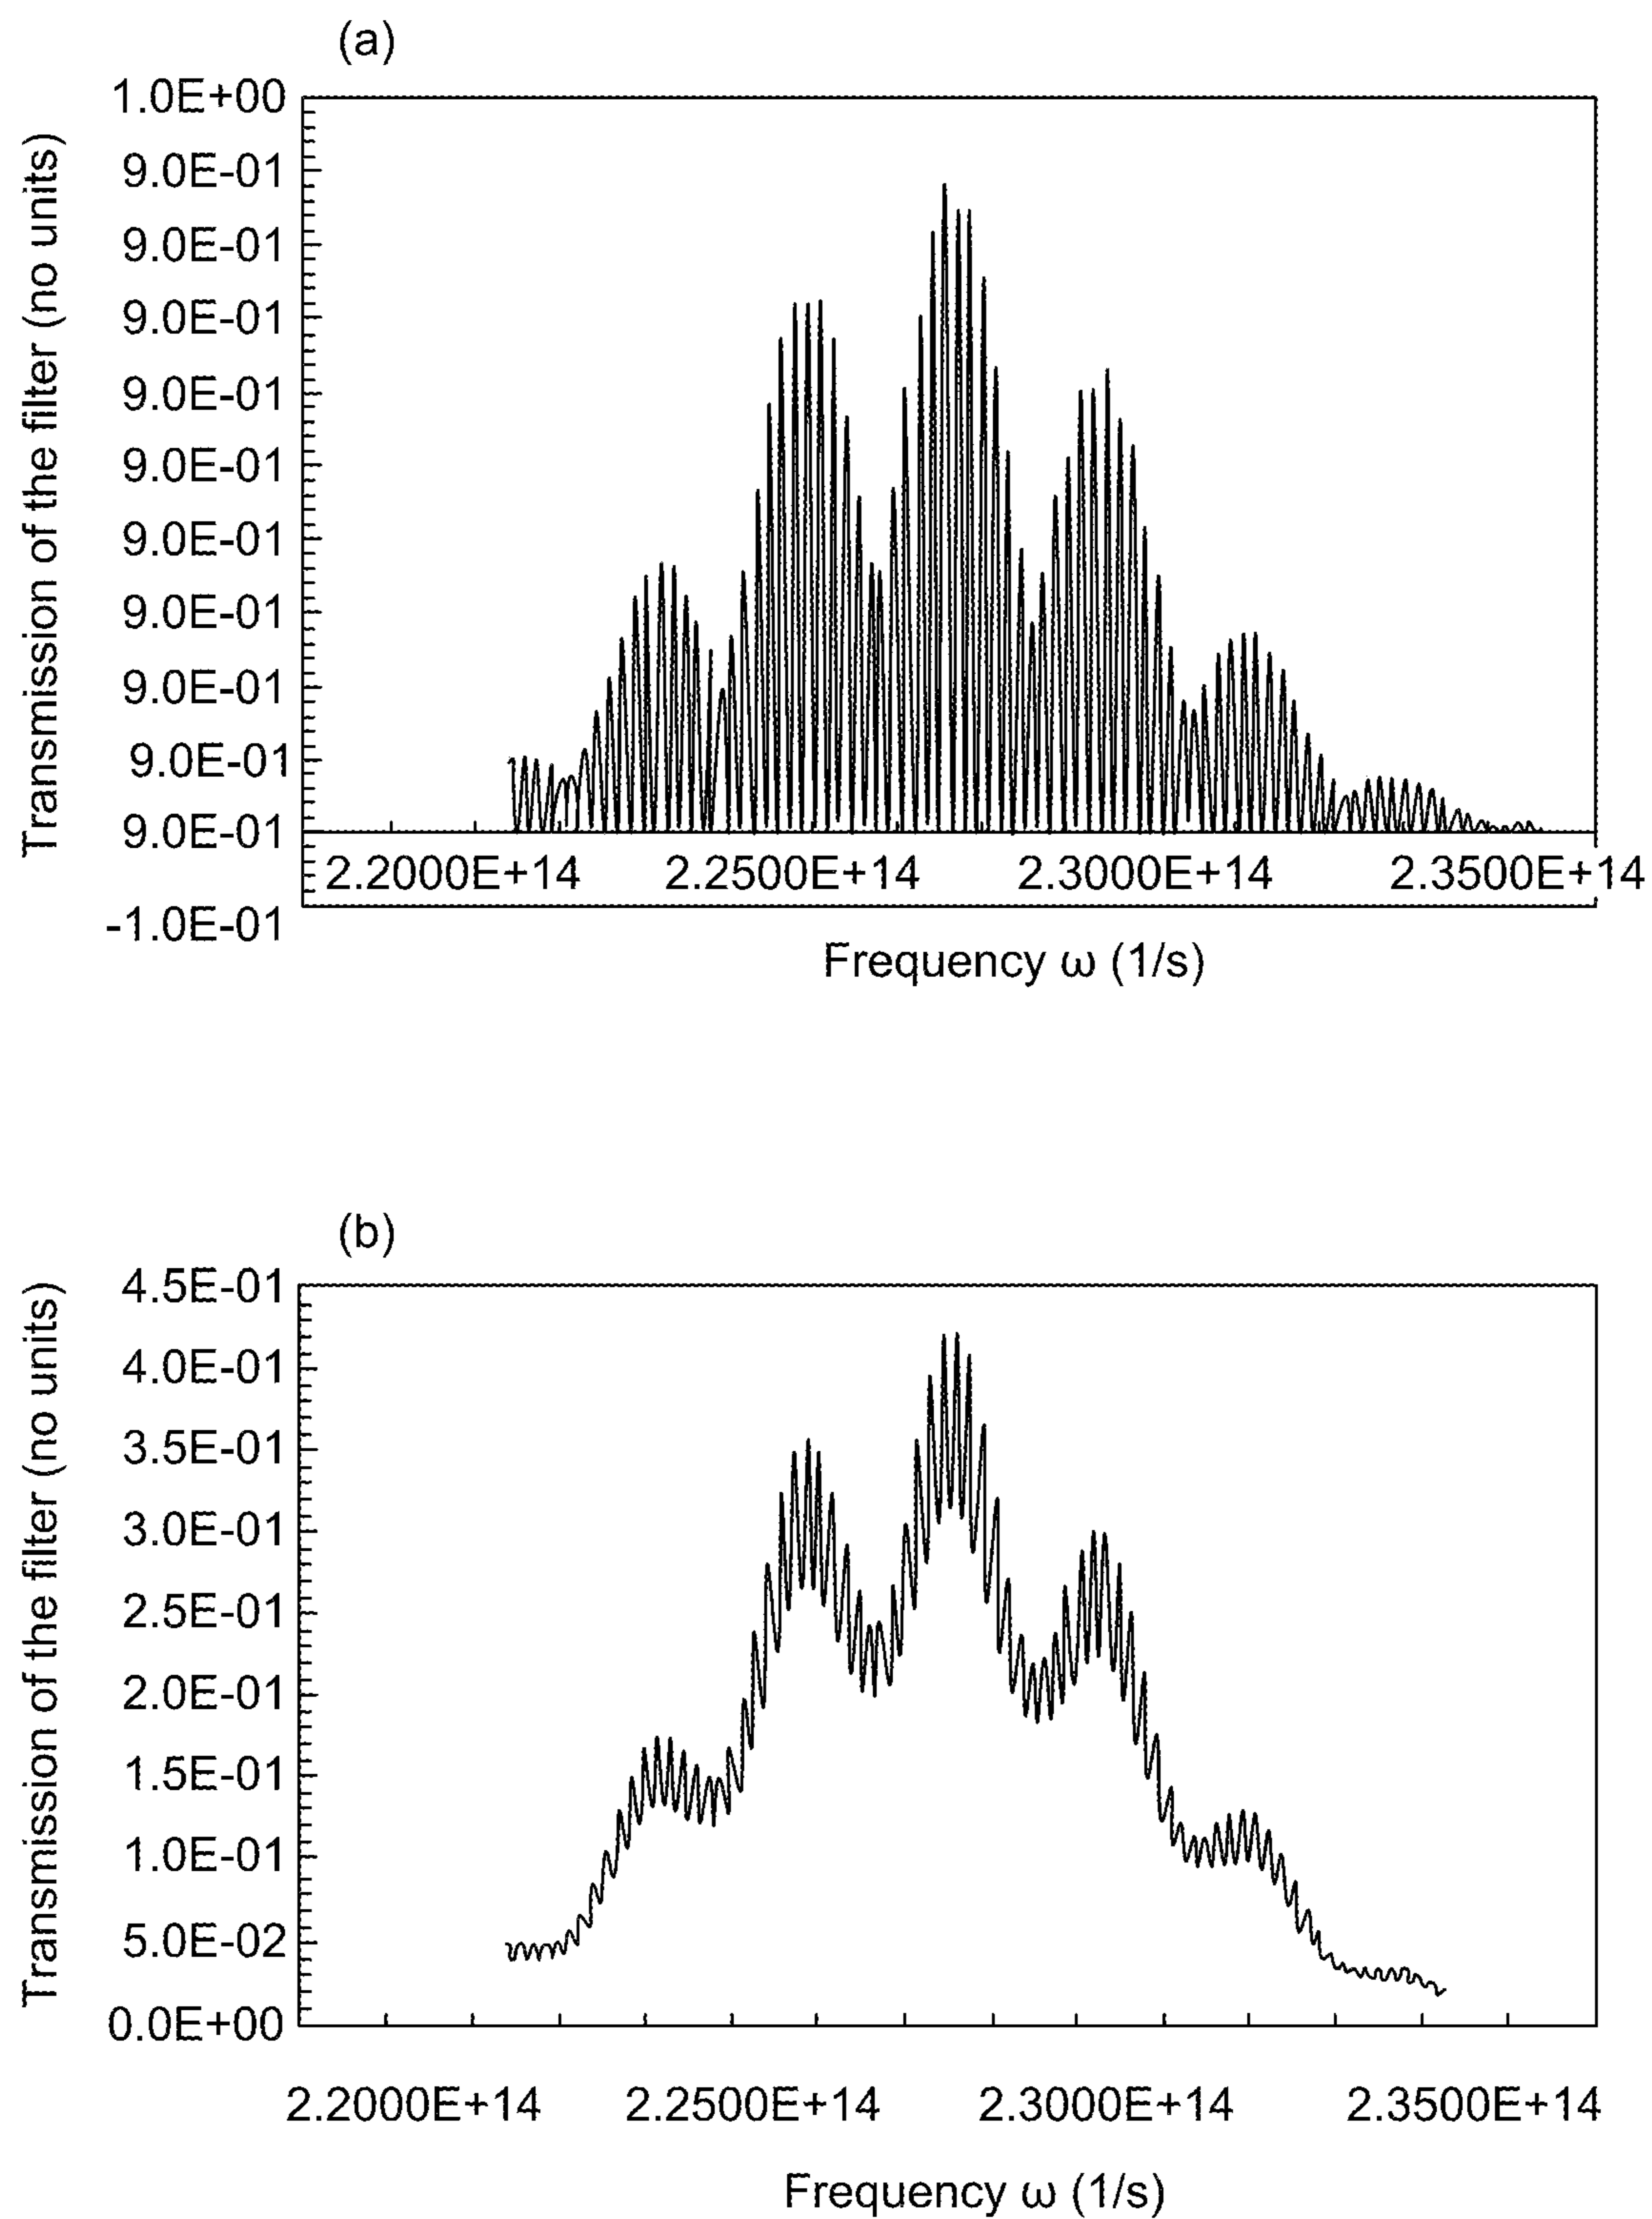 (a)
Transmission of the filter (no units)
1.0E+00
9.0E-01
9.0E-01
9.0E-01
9.0E-01
9.0E-01
9.0E-01
9.0E-01
9.0E-01
9.0E-01
9.0E-01
-1.0E-01
2.2000E+14 2.2500E+14 2.3000E+14 2.3500E+14
Frequency ω (1/s)
(b)
Transmission of the filter (no units)
4.5E-01
4.0E-01
3.5E-01
3.0E-01
2.5E-01
2.0E-01
1.5E-01
1.0E-01
5.0E-02
0.0E+00
2.2000E+14 2.2500E+14 2.3000E+14 2.3500E+14
Frequency ω (1/s)